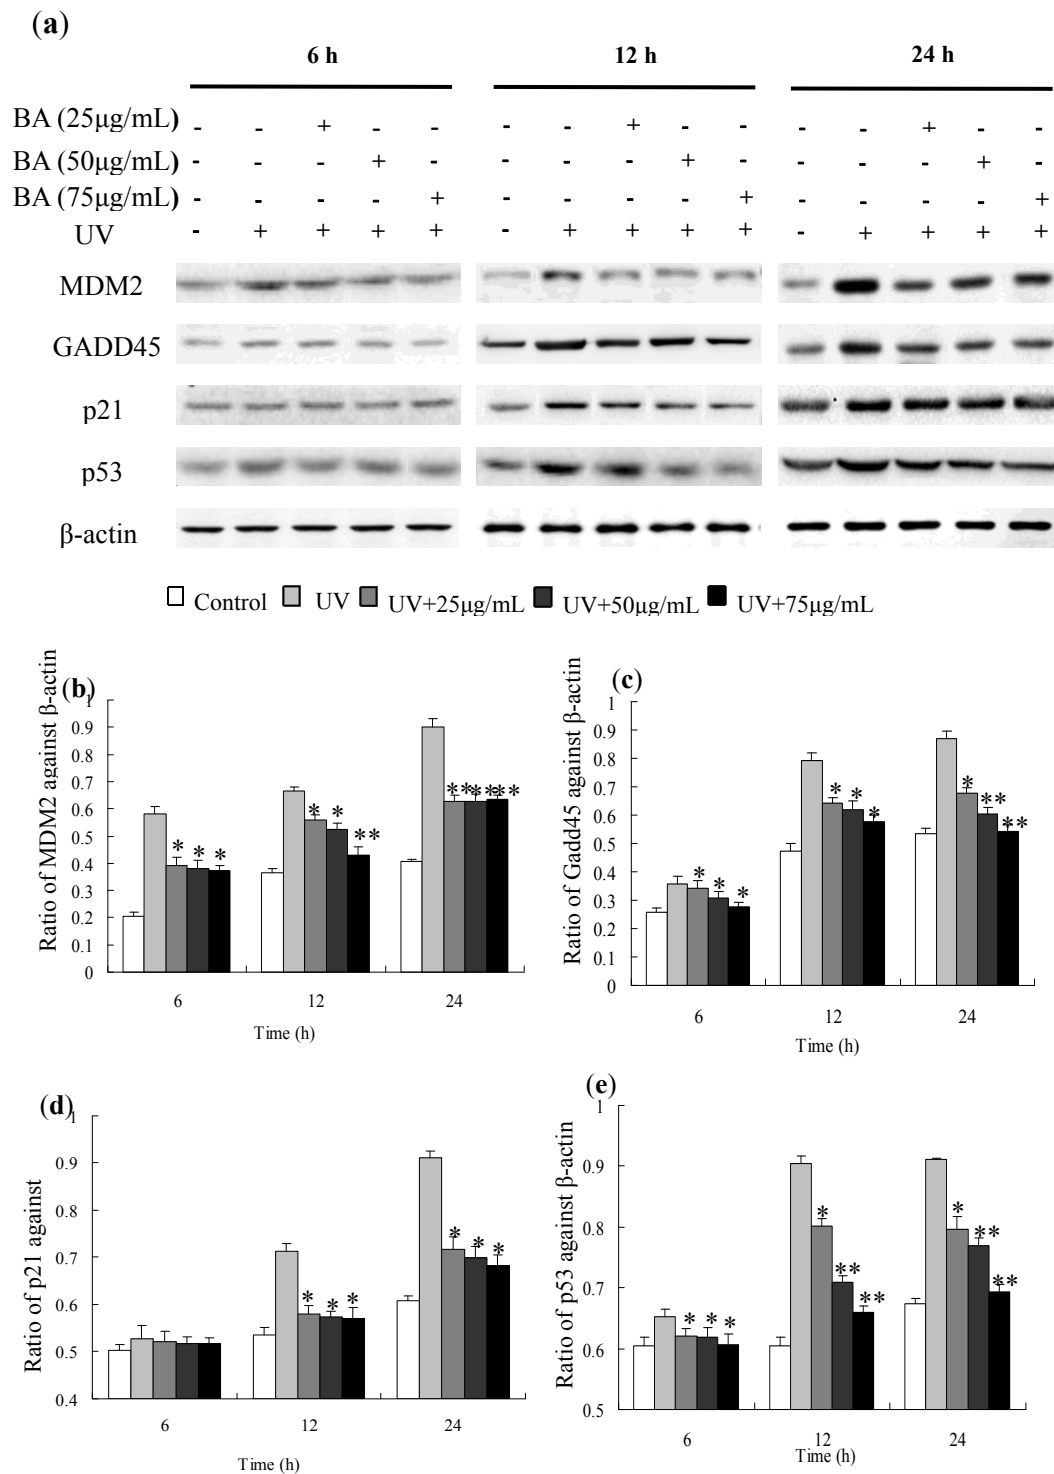 (a)
6 h 12 h 24 h
BA (25μg/mL) - - + - - - - + - - - - + - -
BA (50μg/mL) - - - + - - - - + - - - - + -
BA (75μg/mL) - - - - + - - - - + - - - - +
UV - + + + + - + + + + - + + + +
MDM2
GADD45
p21
p53
β-actin
Control UV UV+25μg/mL UV+50μg/mL UV+75μg/mL
(b)
Ratio of MDM2 against β-actin
1
0.9
0.8
0.7
0.6
0.5
0.4
0.3
0.2
0.1
0
* * *
* * **
** ** **
6 12 24
Time (h)
(c)
Ratio of Gadd45 against β-actin
1
0.9
0.8
0.7
0.6
0.5
0.4
0.3
0.2
0.1
0
* * *
* * *
* ** **
6 12 24
Time (h)
(d)
Ratio of p21 against
1
0.9
0.8
0.7
0.6
0.5
0.4
* * *
* * *
6 12 24
Time (h)
(e)
Ratio of p53 against β-actin
1
0.9
0.8
0.7
0.6
0.5
* * *
* ** **
* ** **
6 12 24
Time (h)